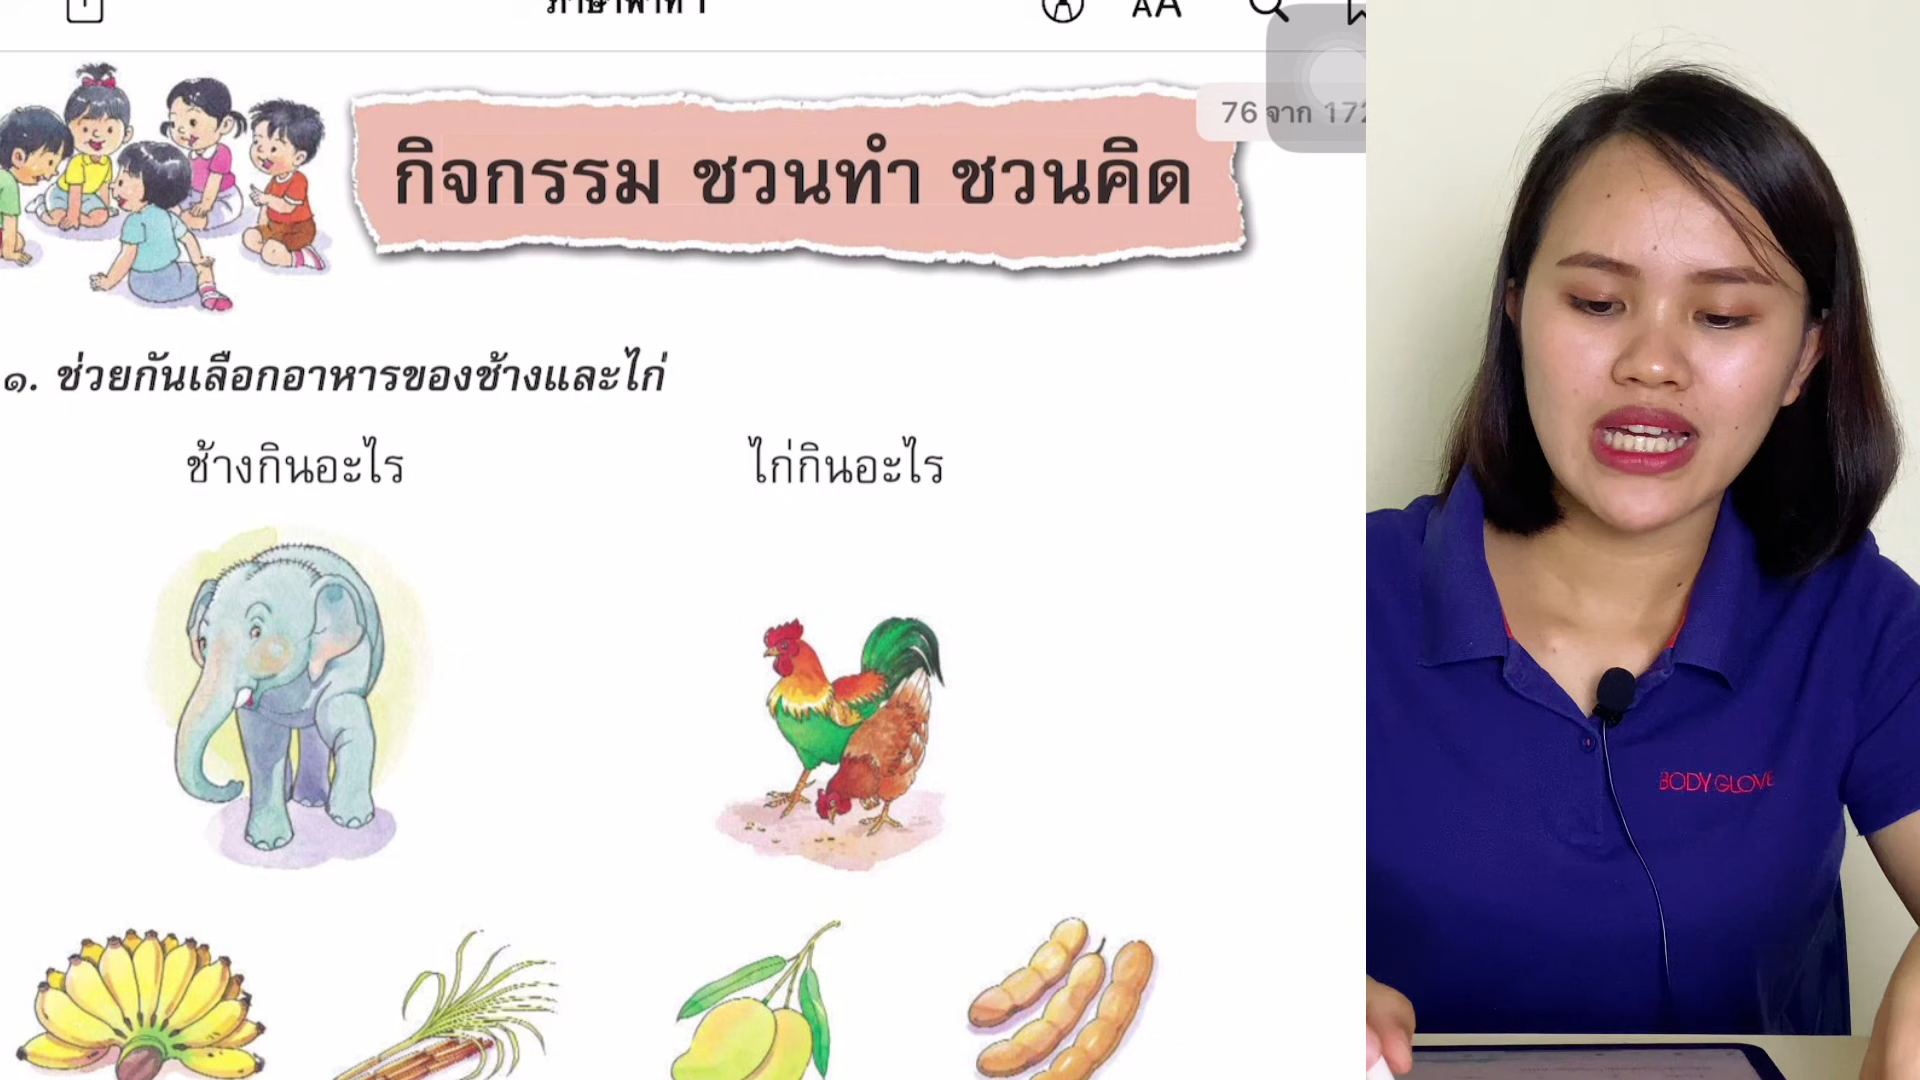 AA
76 จาก 172
กิจกรรม ชวนทำ ชวนคิด
๑. ช่วยกันเลือกอาหารของช้างและไก่
ช้างกินอะไร
ไก่กินอะไร
BODY GLOVE